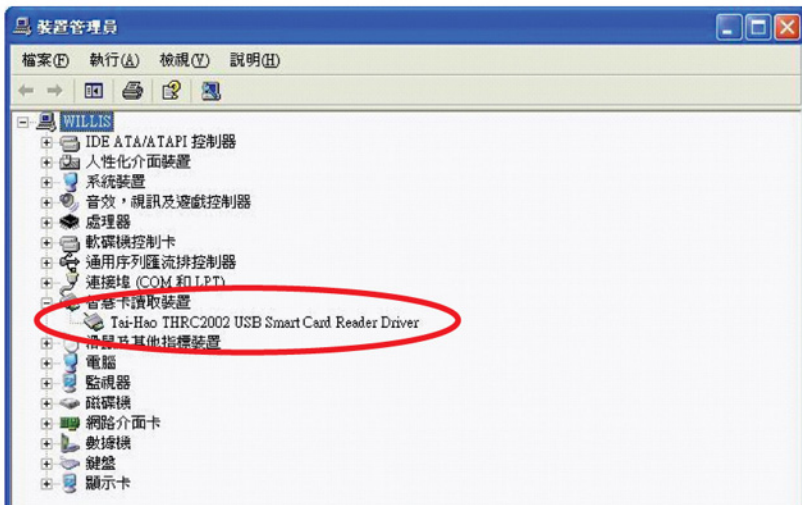 裝置管理員
檔案(F) 執行(A) 檢視(V) 說明(H)
WILLIS
IDE ATA/ATAPI 控制器
人性化介面裝置
系統裝置
音效,視訊及遊戲控制器
處理器
軟碟機控制卡
通用序列匯流排控制器
連接埠 (COM 和 LPT)
智慧卡讀取裝置
Tai-Hao THRC2002 USB Smart Card Reader Driver
滑鼠及其他指標裝置
電腦
監視器
磁碟機
網路介面卡
數據機
鍵盤
顯示卡